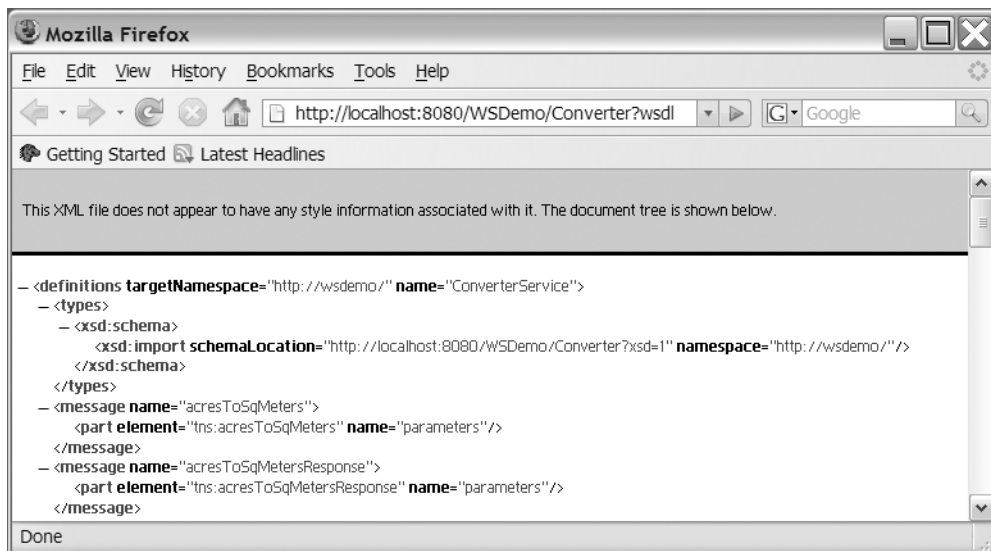 Mozilla Firefox
File Edit View History Bookmarks Tools Help
http://localhost:8080/WSDemo/Converter?wsdl G Google
Getting Started Latest Headlines
This XML file does not appear to have any style information associated with it. The document tree is shown below.
– <definitions targetNamespace="http://wsdemo/" name="ConverterService">
– <types>
– <xsd:schema>
<xsd:import schemaLocation="http://localhost:8080/WSDemo/Converter?xsd=1" namespace="http://wsdemo/"/>
</xsd:schema>
</types>
– <message name="acresToSqMeters">
<part element="tns:acresToSqMeters" name="parameters"/>
</message>
– <message name="acresToSqMetersResponse">
<part element="tns:acresToSqMetersResponse" name="parameters"/>
</message>
Done